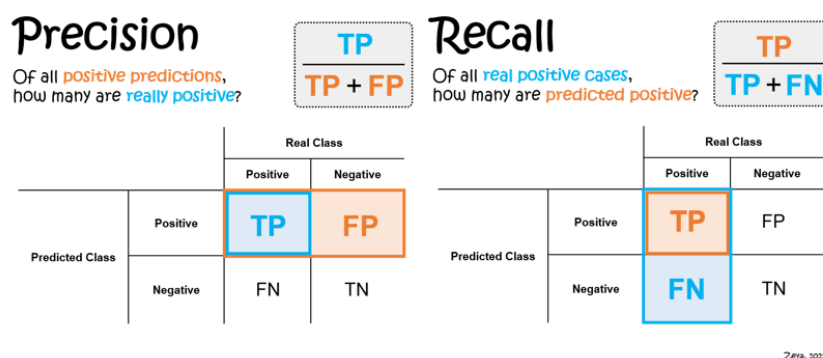 Precision
Of all positive predictions,
how many are really positive?
TP
TP + FP
Real Class
Positive Negative
Predicted Class
Positive TP FP
Negative FN TN
Recall
Of all real positive cases,
how many are predicted positive?
TP
TP + FN
Real Class
Positive Negative
Predicted Class
Positive TP FP
Negative FN TN